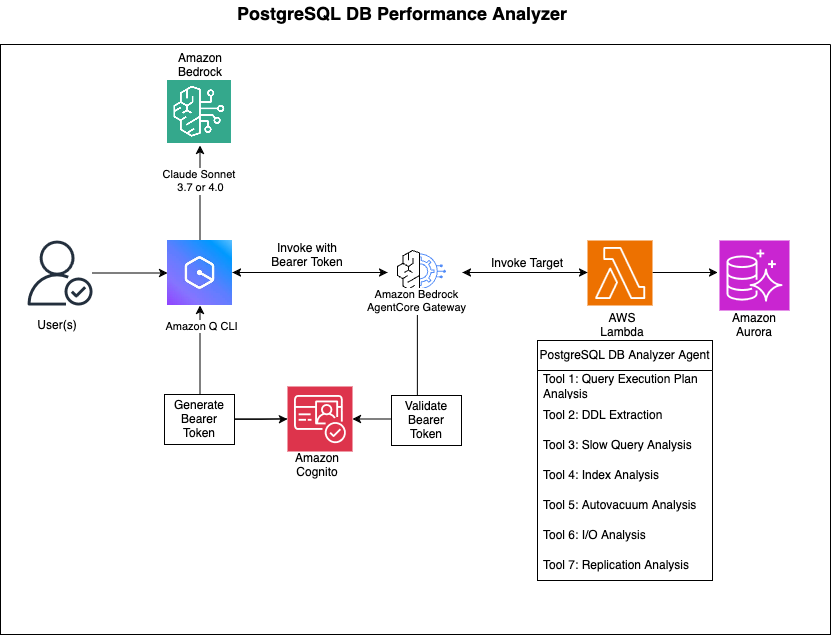 PostgreSQL DB Performance Analyzer
Amazon
Bedrock
Claude Sonnet
3.7 or 4.0
User(s)
Amazon Q CLI
Invoke with
Bearer Token
Amazon Bedrock
AgentCore Gateway
Invoke Target
AWS
Lambda
Amazon
Aurora
Generate
Bearer
Token
Amazon
Cognito
Validate
Bearer
Token
PostgreSQL DB Analyzer Agent
Tool 1: Query Execution Plan
Analysis
Tool 2: DDL Extraction
Tool 3: Slow Query Analysis
Tool 4: Index Analysis
Tool 5: Autovacuum Analysis
Tool 6: I/O Analysis
Tool 7: Replication Analysis